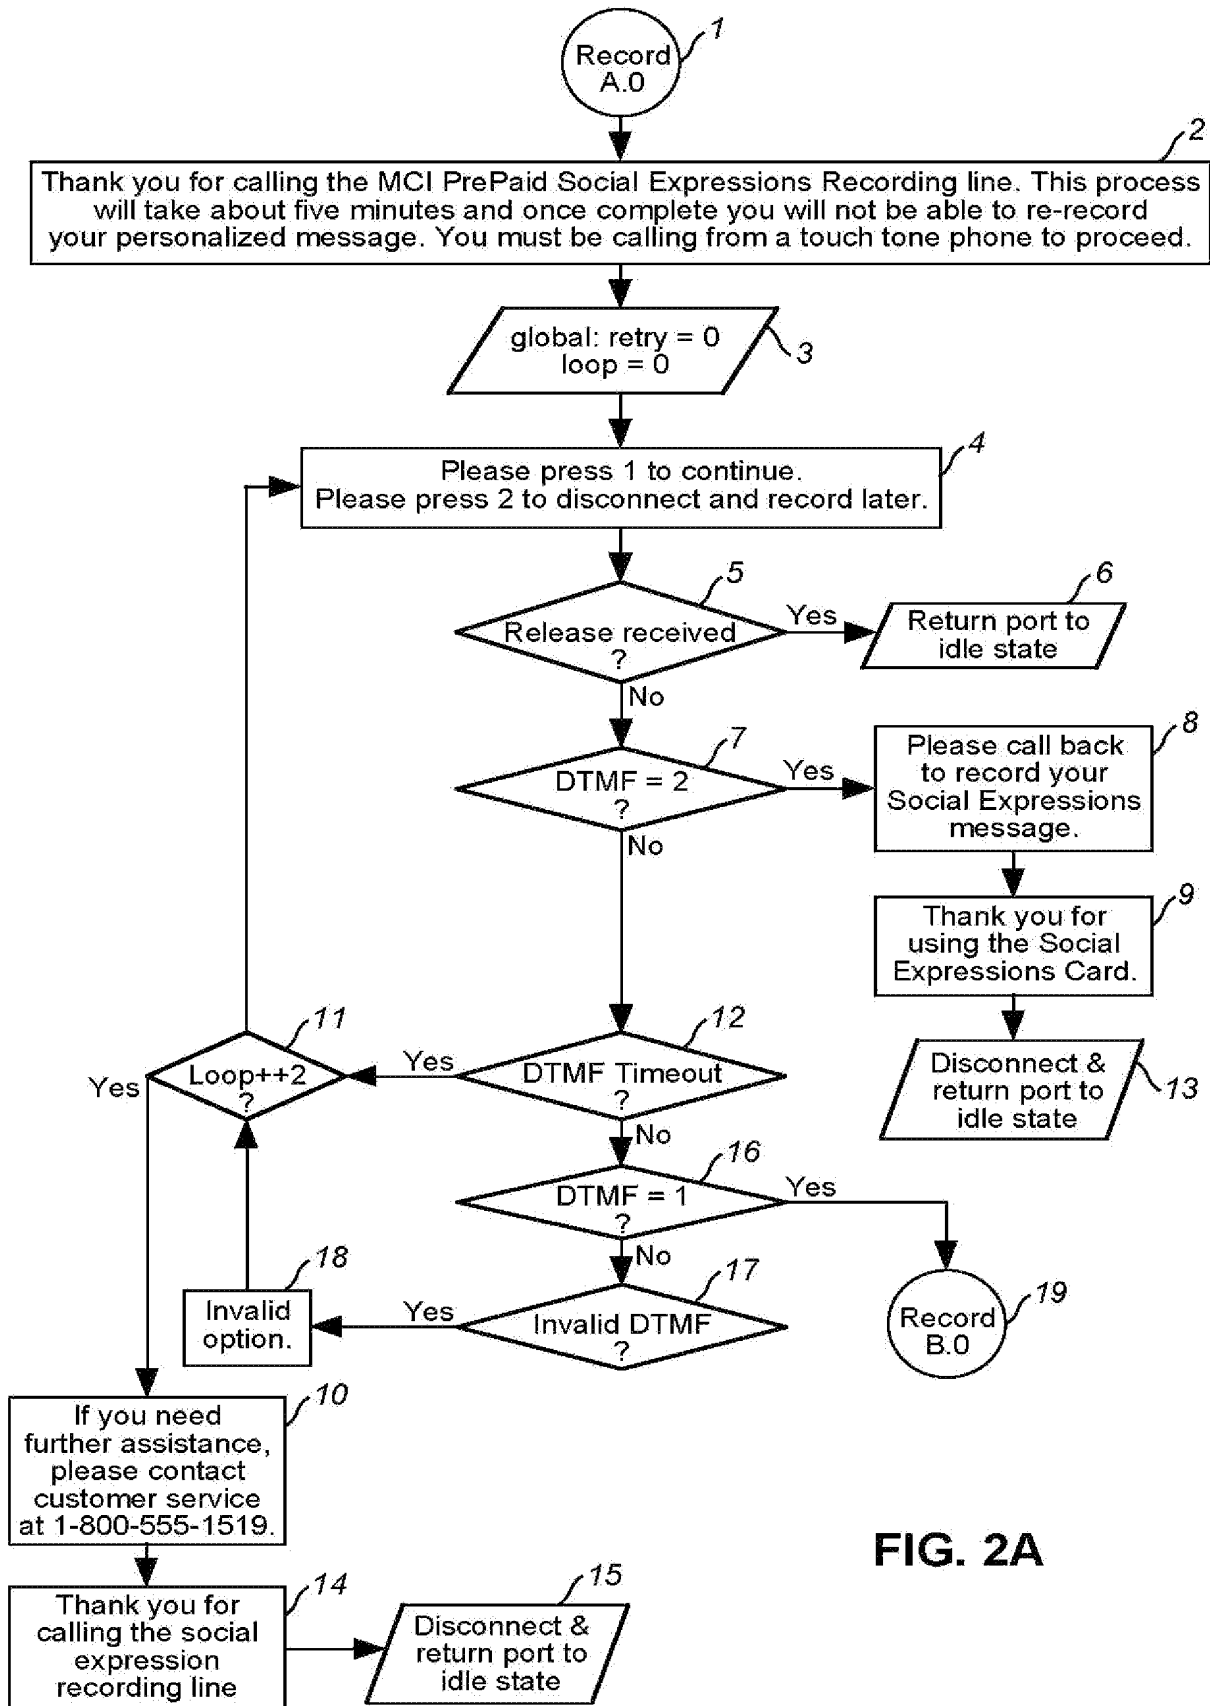 1
Record
A.0
2
Thank you for calling the MCI PrePaid Social Expressions Recording line. This process
will take about five minutes and once complete you will not be able to re-record
your personalized message. You must be calling from a touch tone phone to proceed.
global: retry = 0
loop = 0
3
4
Please press 1 to continue.
Please press 2 to disconnect and record later.
5
Release received
?
Yes
No
6
Return port to
idle state
7
DTMF = 2
?
Yes
No
8
Please call back
to record your
Social Expressions
message.
9
Thank you for
using the Social
Expressions Card.
11
Loop++2
?
Yes
12
DTMF Timeout
?
Yes
No
Disconnect &
return port to
idle state
13
16
DTMF = 1
?
Yes
No
18
Invalid
option.
17
Invalid DTMF
?
Yes
Record
B.0
19
10
If you need
further assistance,
please contact
customer service
at 1-800-555-1519.
14
Thank you for
calling the social
expression
recording line
15
Disconnect &
return port to
idle state
FIG. 2A